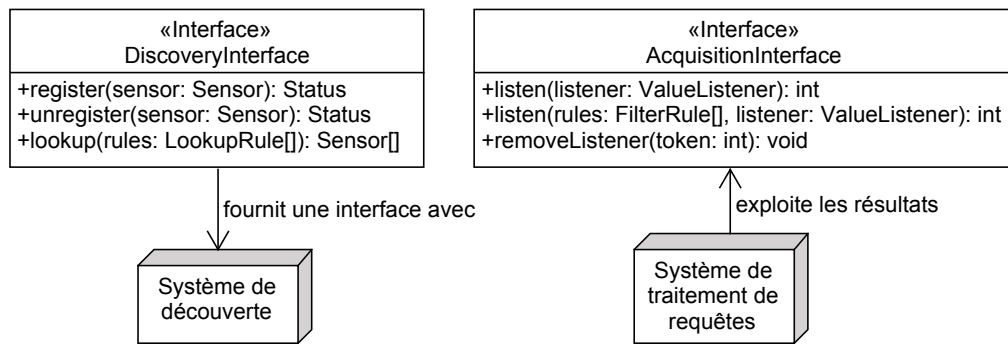 «Interface»
DiscoveryInterface
+register(sensor: Sensor): Status
+unregister(sensor: Sensor): Status
+lookup(rules: LookupRule[]): Sensor[]
«Interface»
AcquisitionInterface
+listen(listener: ValueListener): int
+listen(rules: FilterRule[], listener: ValueListener): int
+removeListener(token: int): void
fournit une interface avec
exploite les résultats
Système de
découverte
Système de
traitement de
requêtes